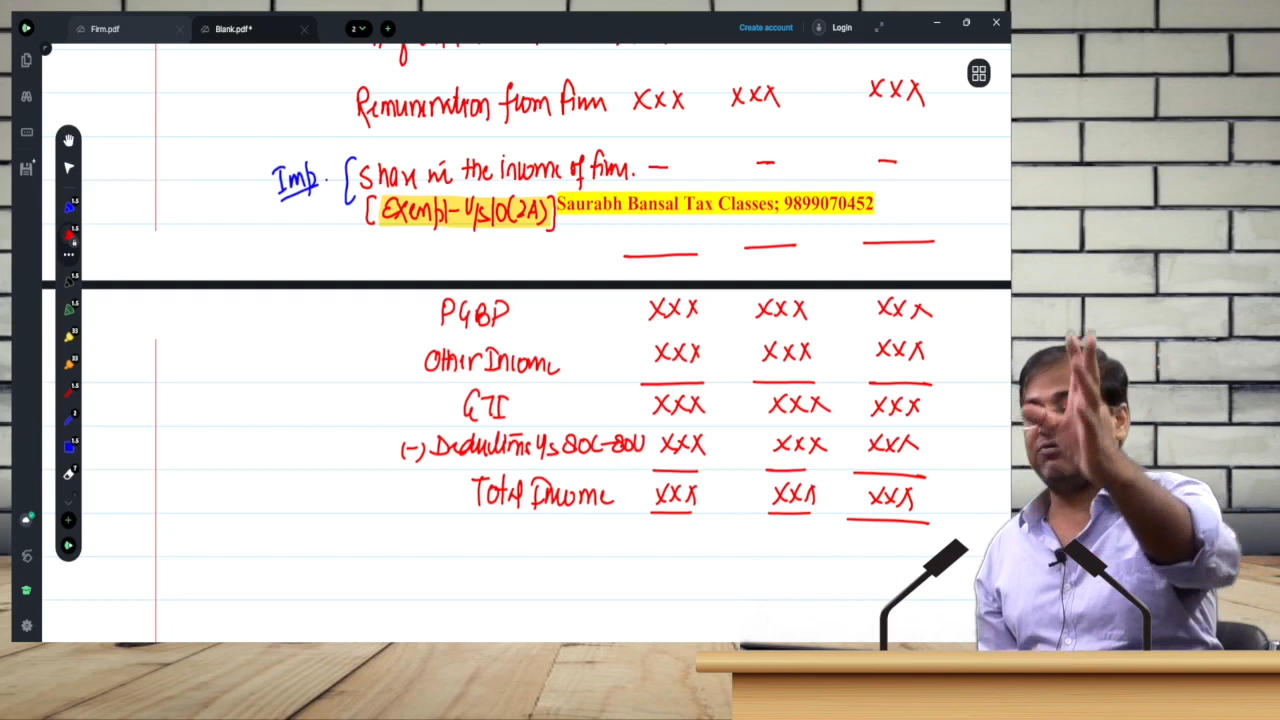 Firm.pdf
Blank.pdf*
2
Create account
Login
Remuneration from Firm XXX XXX XXX
Imp. [Share in the income of firm. — — —
[Exempt-U/s10(2A)] Saurabh Bansal Tax Classes; 9899070452
PGBP XXX XXX XXX
Other Income XXX XXX XXX
GTI XXX XXX XXX
(-) Deductions U/s 80C-80U XXX XXX XXX
Total Income XXX XXX XXX